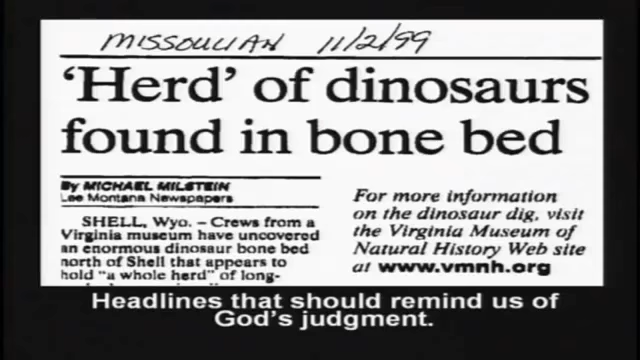 MISSOULIAN 11/2/99
'Herd' of dinosaurs
found in bone bed
By MICHAEL MILSTEIN
Lee Montana Newspapers
SHELL, Wyo. – Crews from a
Virginia museum have uncovered
an enormous dinosaur bone bed
north of Shell that appears to
hold "a whole herd" of long-
For more information
on the dinosaur dig, visit
the Virginia Museum of
Natural History Web site
at www.vmnh.org
Headlines that should remind us of
God's judgment.